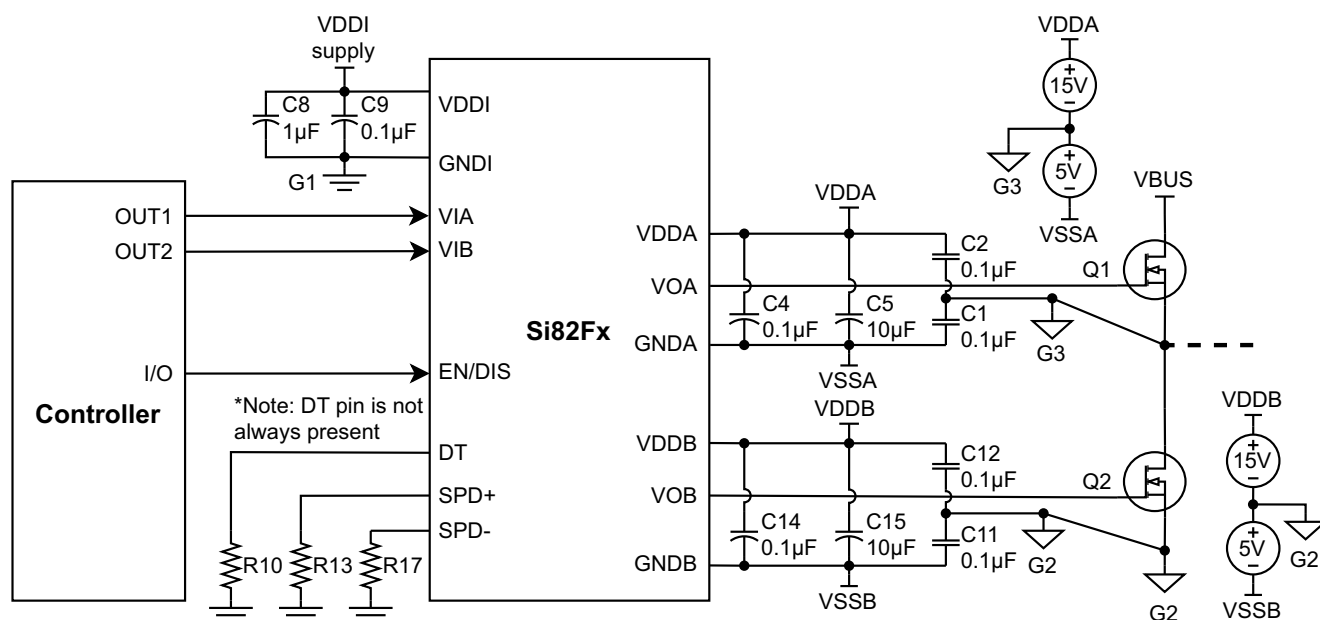 VDDI
supply
C8
1µF
C9
0.1µF
G1
VDDI
GNDI
OUT1
OUT2
I/O
Controller
VIA
VIB
EN/DIS
*Note: DT pin is not
always present
DT
SPD+
SPD-
R10
R13
R17
Si82Fx
VDDA
VOA
GNDA
VDDB
VOB
GNDB
VDDA
C4
0.1µF
C5
10µF
C2
0.1µF
C1
0.1µF
G3
VSSA
VDDB
C14
0.1µF
C15
10µF
C12
0.1µF
C11
0.1µF
G2
VSSB
VDDA
+
15V
–
G3
+
5V
–
VSSA
VBUS
Q1
Q2
G2
VDDB
+
15V
–
+
5V
–
G2
VSSB